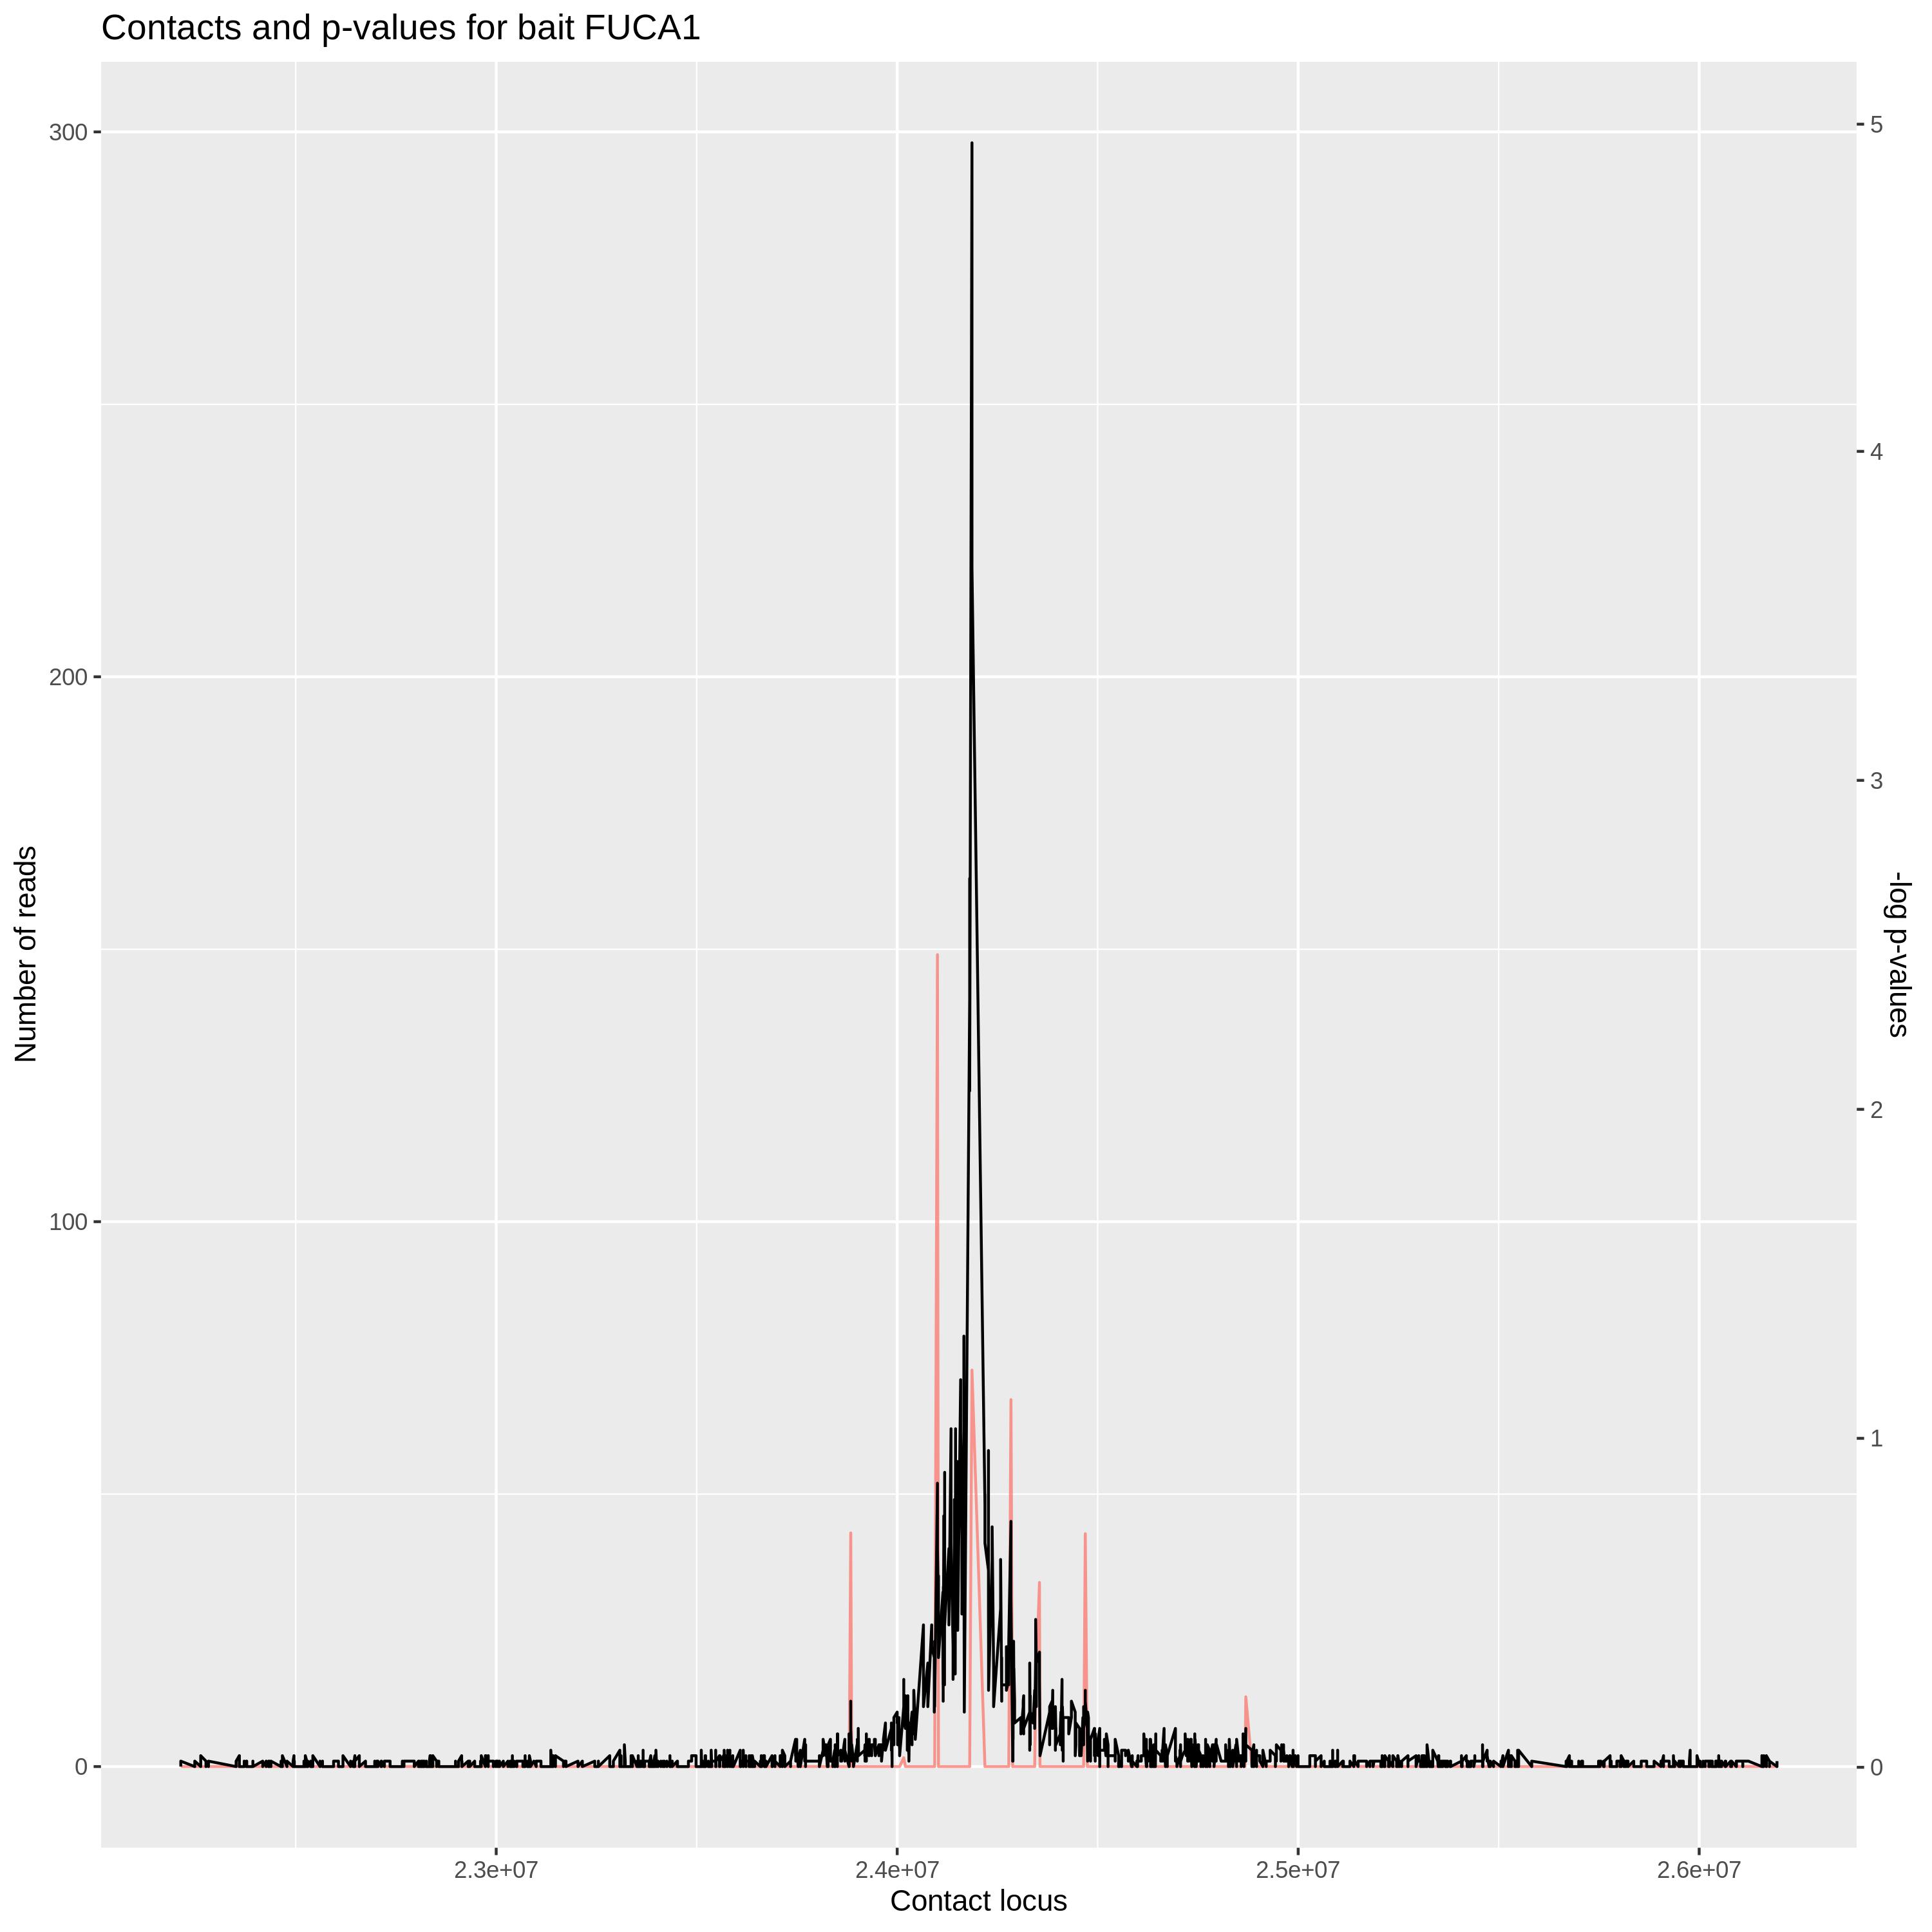 Contacts and p-values for bait FUCA1
300
200
100
0
Number of reads
5
4
3
2
1
0
-log p-values
2.3e+07
2.4e+07
2.5e+07
2.6e+07
Contact locus